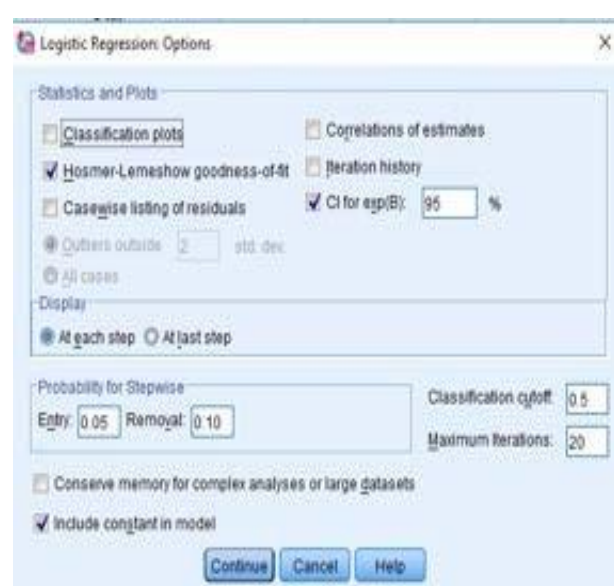 Logistic Regression: Options
Statistics and Plots
Classification plots
Correlations of estimates
Hosmer-Lemeshow goodness-of-fit
Iteration history
Casewise listing of residuals
CI for exp(B): 95 %
Outliers outside 2 std. dev.
All cases
Display
At each step At last step
Probability for Stepwise
Entry: 0.05 Removal: 0.10
Classification cutoff: 0.5
Maximum Iterations: 20
Conserve memory for complex analyses or large datasets
Include constant in model
Continue Cancel Help